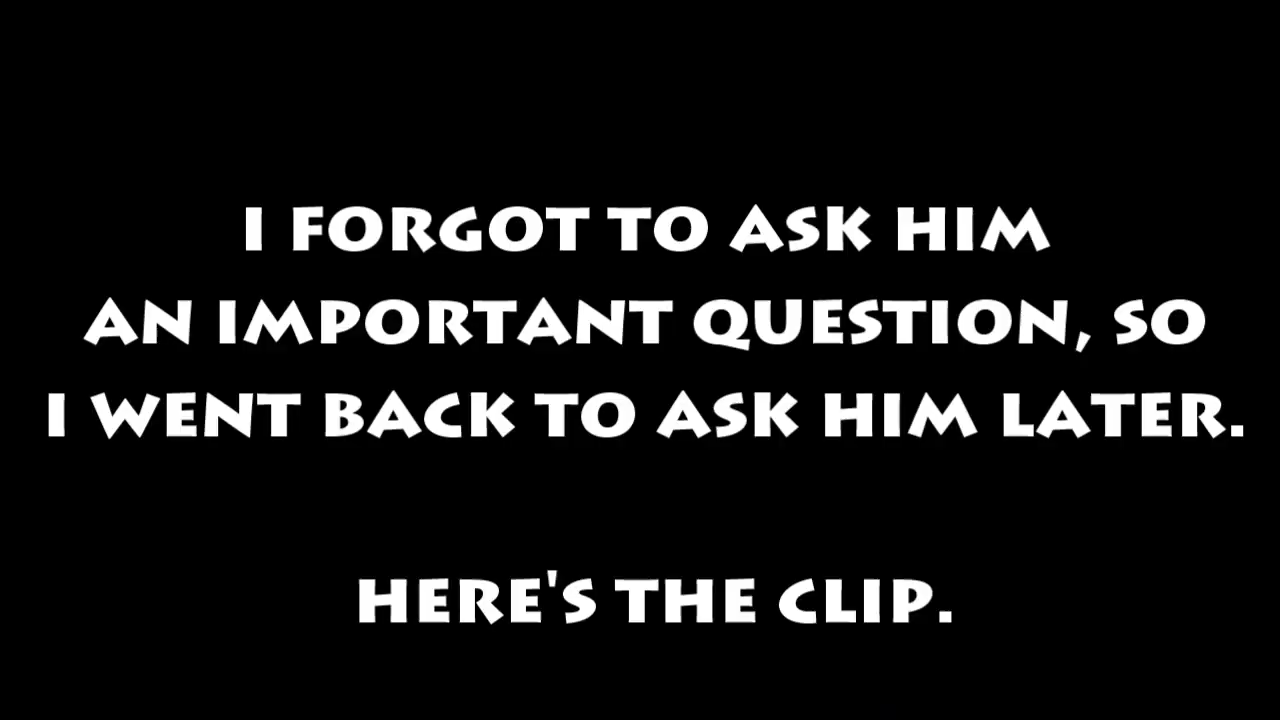 I FORGOT TO ASK HIM
AN IMPORTANT QUESTION, SO
I WENT BACK TO ASK HIM LATER.
HERE'S THE CLIP.